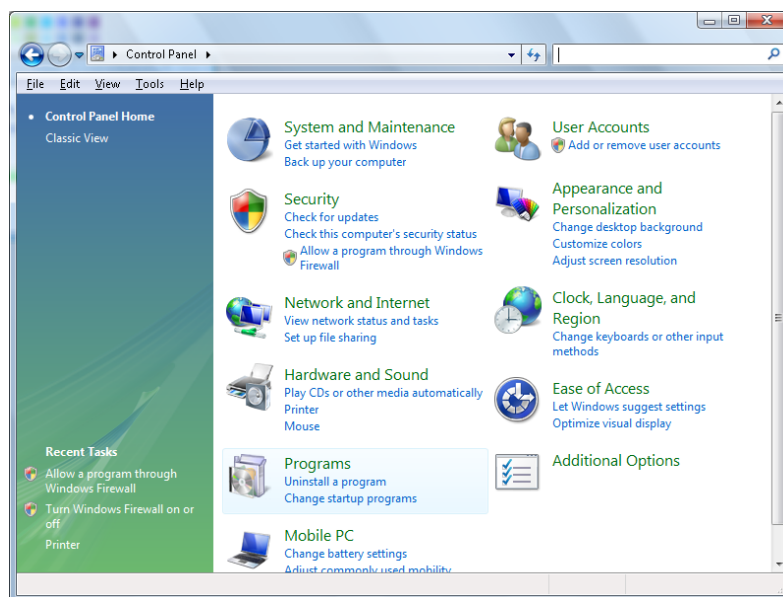 Control Panel
File Edit View Tools Help
Control Panel Home
Classic View
System and Maintenance
Get started with Windows
Back up your computer
Security
Check for updates
Check this computer's security status
Allow a program through Windows
Firewall
Network and Internet
View network status and tasks
Set up file sharing
Hardware and Sound
Play CDs or other media automatically
Printer
Mouse
Programs
Uninstall a program
Change startup programs
Mobile PC
Change battery settings
Adjust commonly used mobility
User Accounts
Add or remove user accounts
Appearance and
Personalization
Change desktop background
Customize colors
Adjust screen resolution
Clock, Language, and
Region
Change keyboards or other input
methods
Ease of Access
Let Windows suggest settings
Optimize visual display
Additional Options
Recent Tasks
Allow a program through
Windows Firewall
Turn Windows Firewall on or
off
Printer